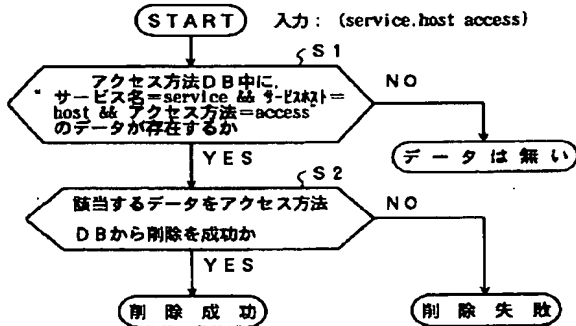 START
入力: (service.host access)
S1
アクセス方法DB中に,
"サービス名=service && サービスホスト=
host && アクセス方法=access"
のデータが存在するか
NO
YES
データは無い
S2
該当するデータをアクセス方法
DBから削除を成功か
NO
YES
削除成功
削除失敗